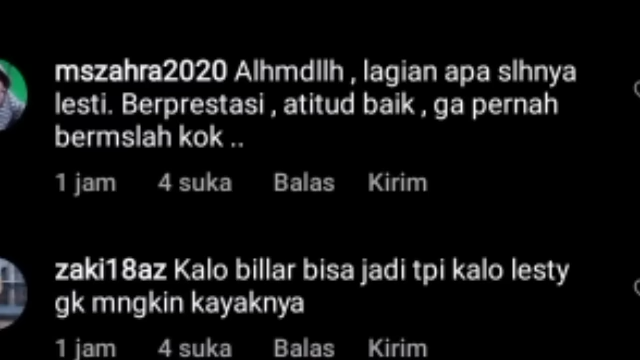 mszahra2020 Alhmdllh , lagian apa slhnya
lesti. Berprestasi , atitud baik , ga pernah
bermslah kok ..
1 jam 4 suka Balas Kirim
zaki18az Kalo billar bisa jadi tpi kalo lesty
gk mngkin kayaknya
1 jam 4 suka Balas Kirim